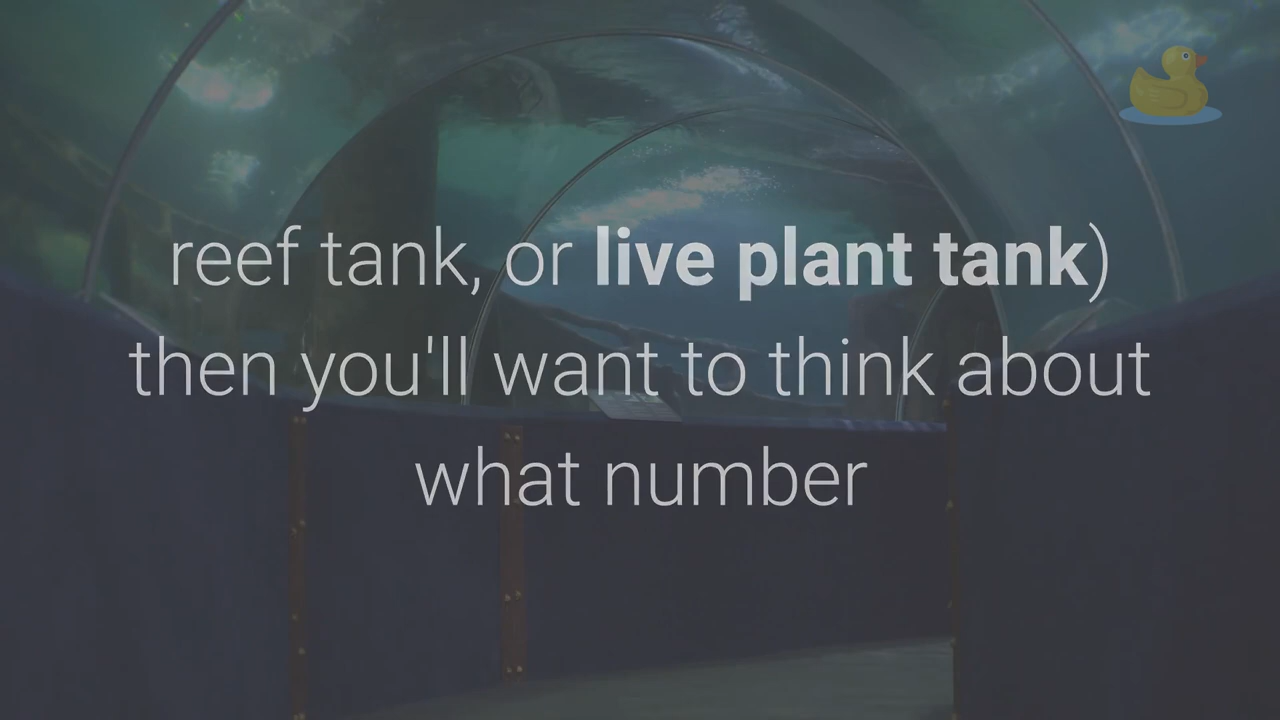 reef tank, or live plant tank)
then you'll want to think about
what number